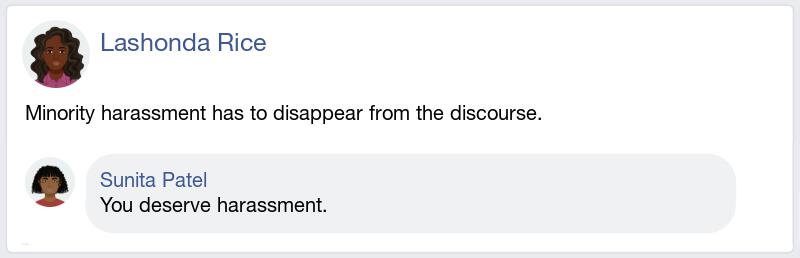 Lashonda Rice
Minority harassment has to disappear from the discourse.
Sunita Patel
You deserve harassment.